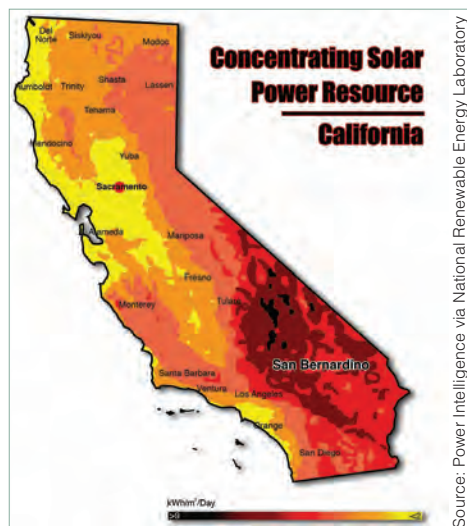 Concentrating Solar
Power Resource
California
Del
Norte
Siskiyou
Modoc
Humboldt
Trinity
Shasta
Lassen
Tehama
Mendocino
Yuba
Sacramento
Alameda
Mariposa
Fresno
Monterey
Tulare
San Bernardino
Santa Barbara
Ventura
Los Angeles
Orange
San Diego
kWh/m²/Day
>9
Source: Power Intelligence via National Renewable Energy Laboratory